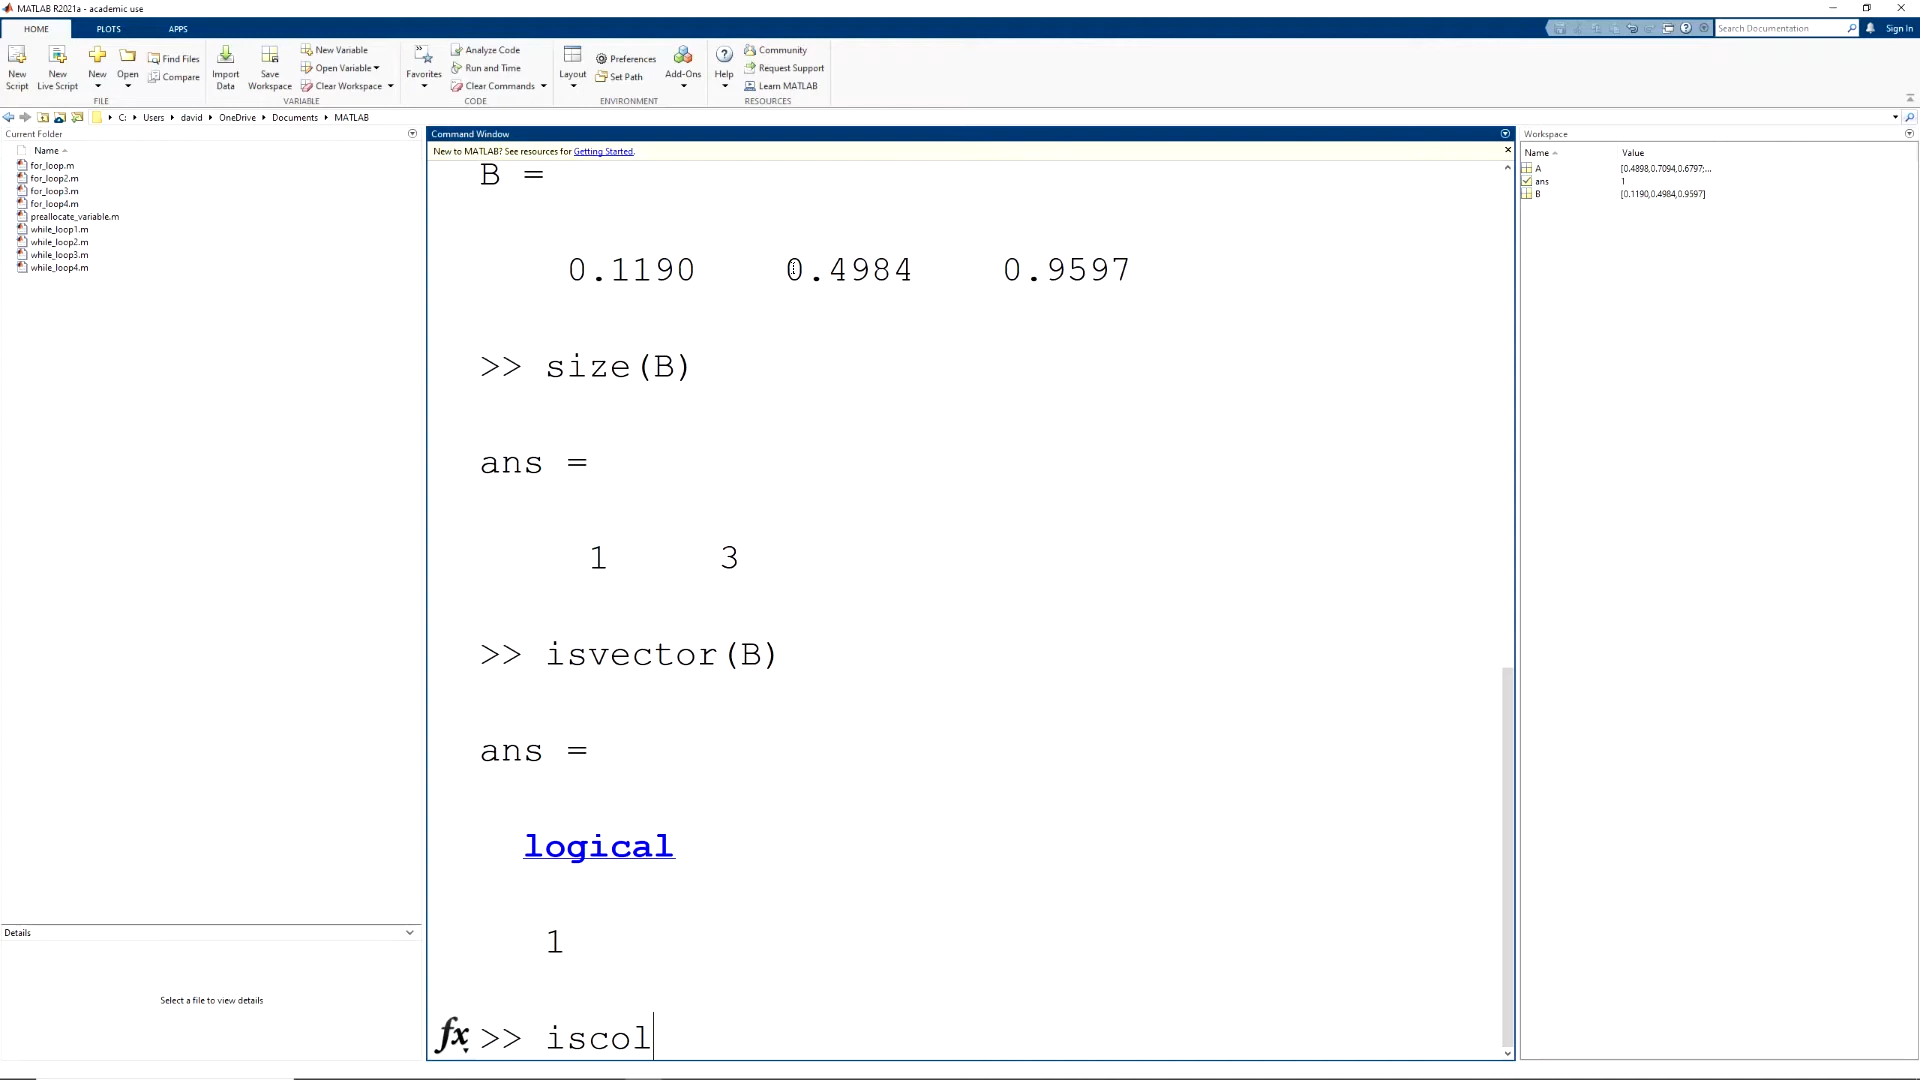 MATLAB R2021a - academic use
HOME PLOTS APPS
Search Documentation Sign In
New Script
New Live Script
New
Open
Find Files
Compare
FILE
Import Data
Save Workspace
New Variable
Open Variable
Clear Workspace
VARIABLE
Favorites
Analyze Code
Run and Time
Clear Commands
CODE
Layout
Preferences
Set Path
Add-Ons
ENVIRONMENT
Help
Community
Request Support
Learn MATLAB
RESOURCES
C: Users david OneDrive Documents MATLAB
Current Folder
Name
for_loop.m
for_loop2.m
for_loop3.m
for_loop4.m
preallocate_variable.m
while_loop1.m
while_loop2.m
while_loop3.m
while_loop4.m
Details
Select a file to view details
Command Window
New to MATLAB? See resources for Getting Started.
B =
0.1190 0.4984 0.9597
>> size(B)
ans =
1 3
>> isvector(B)
ans =
logical
1
fx >> iscol
Workspace
Name Value
A [0.4898,0.7094,0.6797;...
ans 1
B [0.1190,0.4984,0.9597]